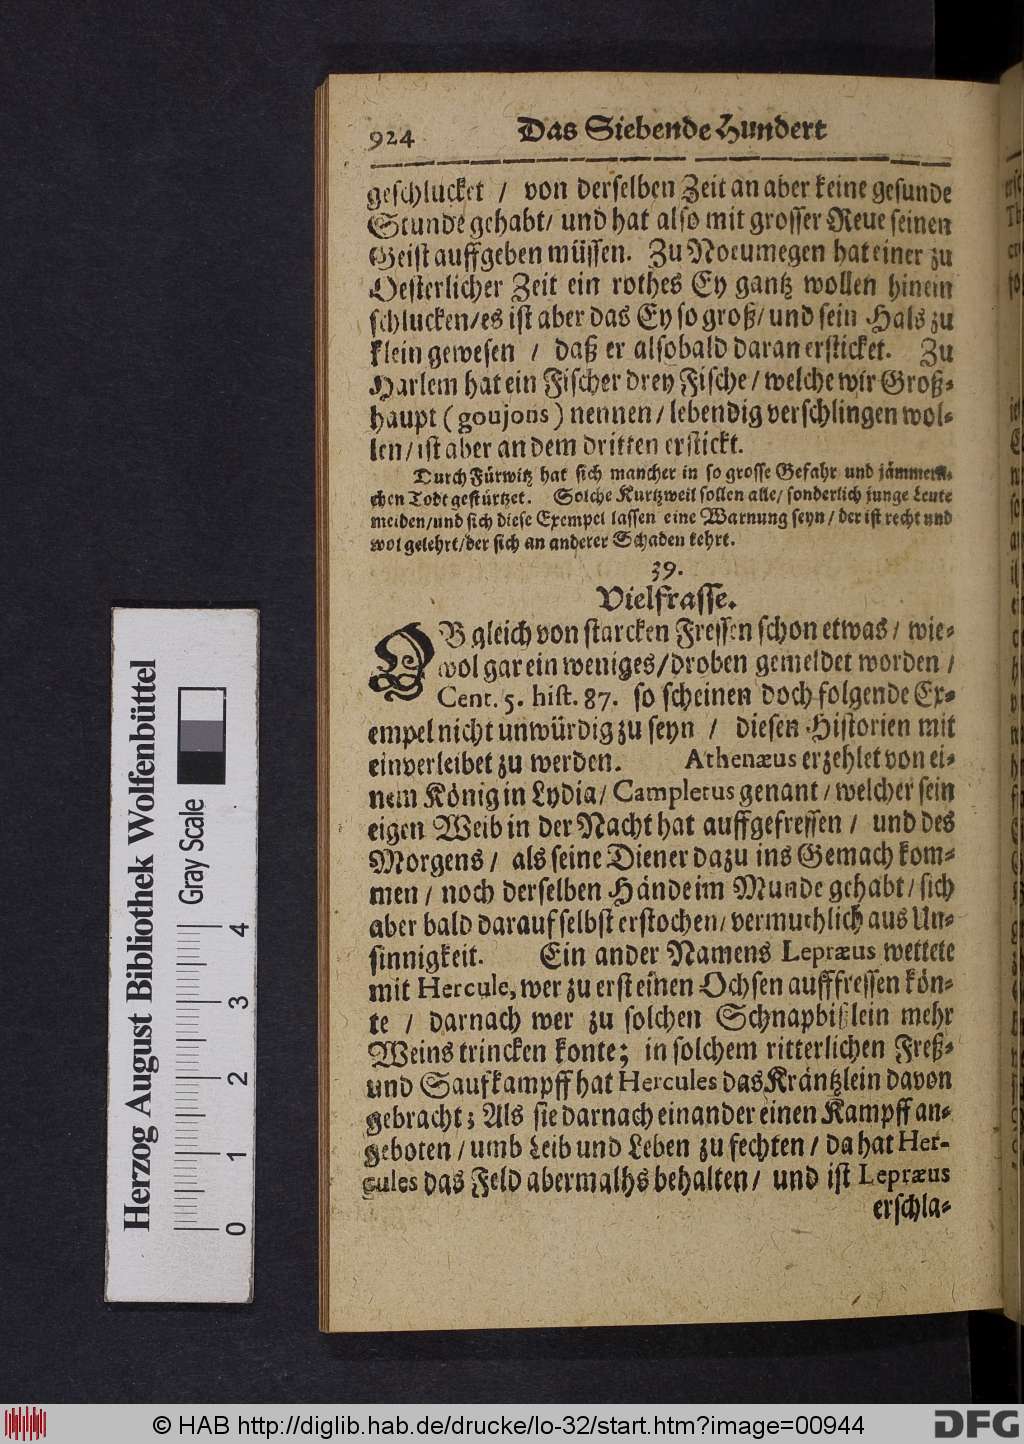 924
Das Siebende Hundert
geschlucket / von derselben Zeit an aber keine gesunde
Stunde gehabt/ und hat also mit grosser Reue seinen
Geist auffgeben müssen. Zu Noeumegen hat einer zu
Oesterlicher Zeit ein rothes Ey gantz wollen hinein
schlucken/es ist aber das Ey so groß/ und sein Hals zu
klein gewesen / daß er alsobald daran ersticket. Zu
Harlem hat ein Fischer drey Fische / welche wir Groß-
haupt (goujons) nennen / lebendig verschlingen wol-
len / ist aber an dem dritten erstickt.
Durch Fürwitz hat sich mancher in so grosse Gefahr und jämmerli-
chen Todt gestürtzet. Solche Kurtzweil sollen alle/ sonderlich junge Leute
meiden/und sich diese Exempel lassen eine Warnung seyn / der ist recht und
wol gelehrt/der sich an anderer Schaden kehrt.
39.
Vielfrasse.
OB gleich von starcken Fressen schon etwas / wie-
wol gar ein weniges/droben gemeldet worden /
Cent. 5. hist. 87. so scheinen doch folgende Ex-
empel nicht unwürdig zu seyn / diesen Historien mit
einverleibet zu werden. Athenæus erzehlet von ei-
nem König in Lydia/ Campletus genant / welcher sein
eigen Weib in der Nacht hat auffgefressen / und des
Morgens / als seine Diener dazu ins Gemach kom-
men / noch derselben Hände im Munde gehabt / sich
aber bald darauf selbst erstochen/ vermuthlich aus Un-
sinnigkeit. Ein ander Namens Lepræus wettete
mit Hercule, wer zu erst einen Ochsen aufffressen kön-
te / darnach wer zu solchen Schnapbißlein mehr
Weins trincken konte; in solchem ritterlichen Freß-
und Saufkampff hat Hercules das Kräntzlein davon
gebracht; Als sie darnach einander einen Kampff an-
geboten / umb Leib und Leben zu fechten / da hat Her-
cules das Feld abermalhs behalten / und ist Lepræus
erschla-
Herzog August Bibliothek Wolfenbüttel
Gray Scale
0 1 2 3 4
© HAB http://diglib.hab.de/drucke/lo-32/start.htm?image=00944
DFG